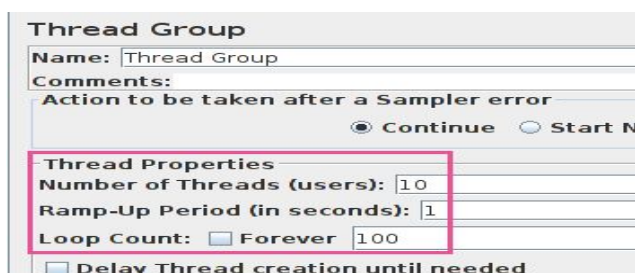 Thread Group
Name: Thread Group
Comments:
Action to be taken after a Sampler error
Continue Start N
Thread Properties
Number of Threads (users): 10
Ramp-Up Period (in seconds): 1
Loop Count: Forever 100
Delay Thread creation until needed